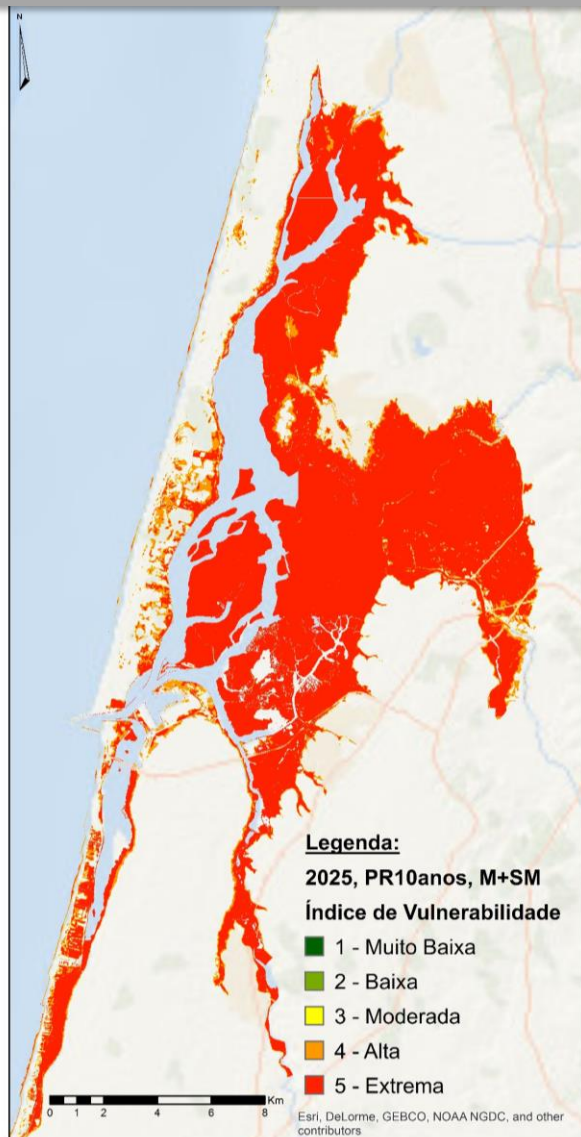 N
Legenda:
2025, PR10anos, M+SM
Índice de Vulnerabilidade
1 - Muito Baixa
2 - Baixa
3 - Moderada
4 - Alta
5 - Extrema
Km
0 1 2 4 6 8
Esri, DeLorme, GEBCO, NOAA NGDC, and other
contributors